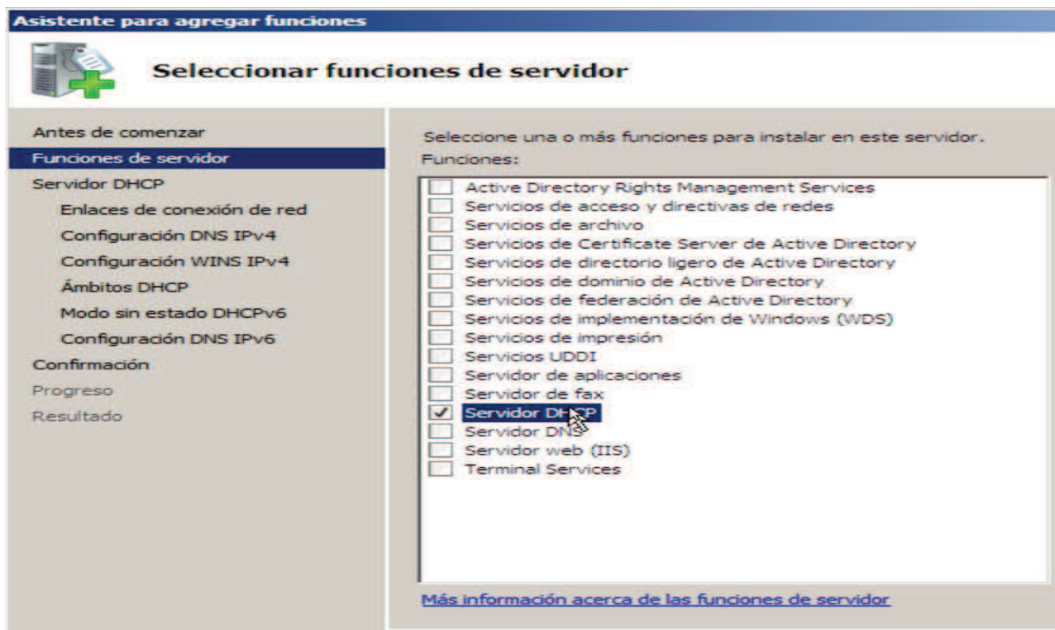 Asistente para agregar funciones
Seleccionar funciones de servidor
Antes de comenzar
Funciones de servidor
Servidor DHCP
Enlaces de conexión de red
Configuración DNS IPv4
Configuración WINS IPv4
Ámbitos DHCP
Modo sin estado DHCPv6
Configuración DNS IPv6
Confirmación
Progreso
Resultado
Seleccione una o más funciones para instalar en este servidor.
Funciones:
Active Directory Rights Management Services
Servicios de acceso y directivas de redes
Servicios de archivo
Servicios de Certificate Server de Active Directory
Servicios de directorio ligero de Active Directory
Servicios de dominio de Active Directory
Servicios de federación de Active Directory
Servicios de implementación de Windows (WDS)
Servicios de impresión
Servicios UDDI
Servidor de aplicaciones
Servidor de fax
Servidor DHCP
Servidor DNS
Servidor web (IIS)
Terminal Services
Más información acerca de las funciones de servidor